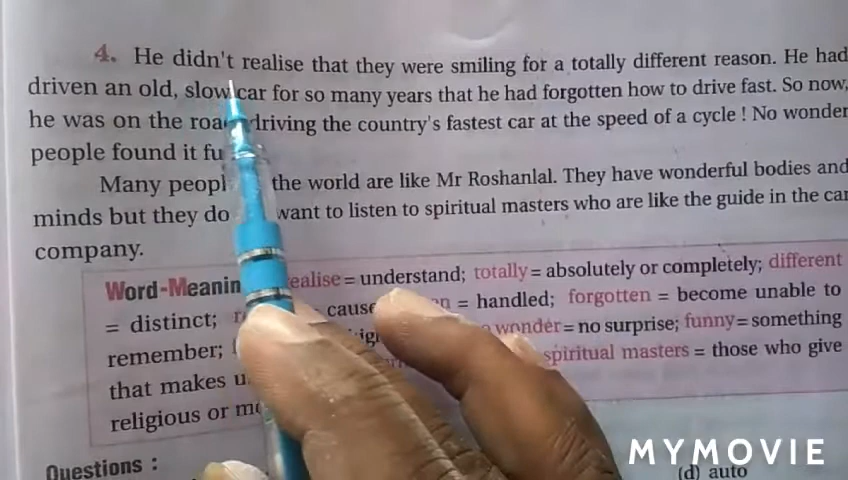 4. He didn't realise that they were smiling for a totally different reason. He had
driven an old, slow car for so many years that he had forgotten how to drive fast. So now,
he was on the road driving the country's fastest car at the speed of a cycle ! No wonder
people found it fu
Many peopl the world are like Mr Roshanlal. They have wonderful bodies and
minds but they do want to listen to spiritual masters who are like the guide in the car
company.
Word-Meanin realise = understand; totally = absolutely or completely; different
= distinct; cause = handled; forgotten = become unable to
remember; wonder = no surprise; funny = something
that makes u spiritual masters = those who give
religious or mo
Questions :
(d) auto
MYMOVIE